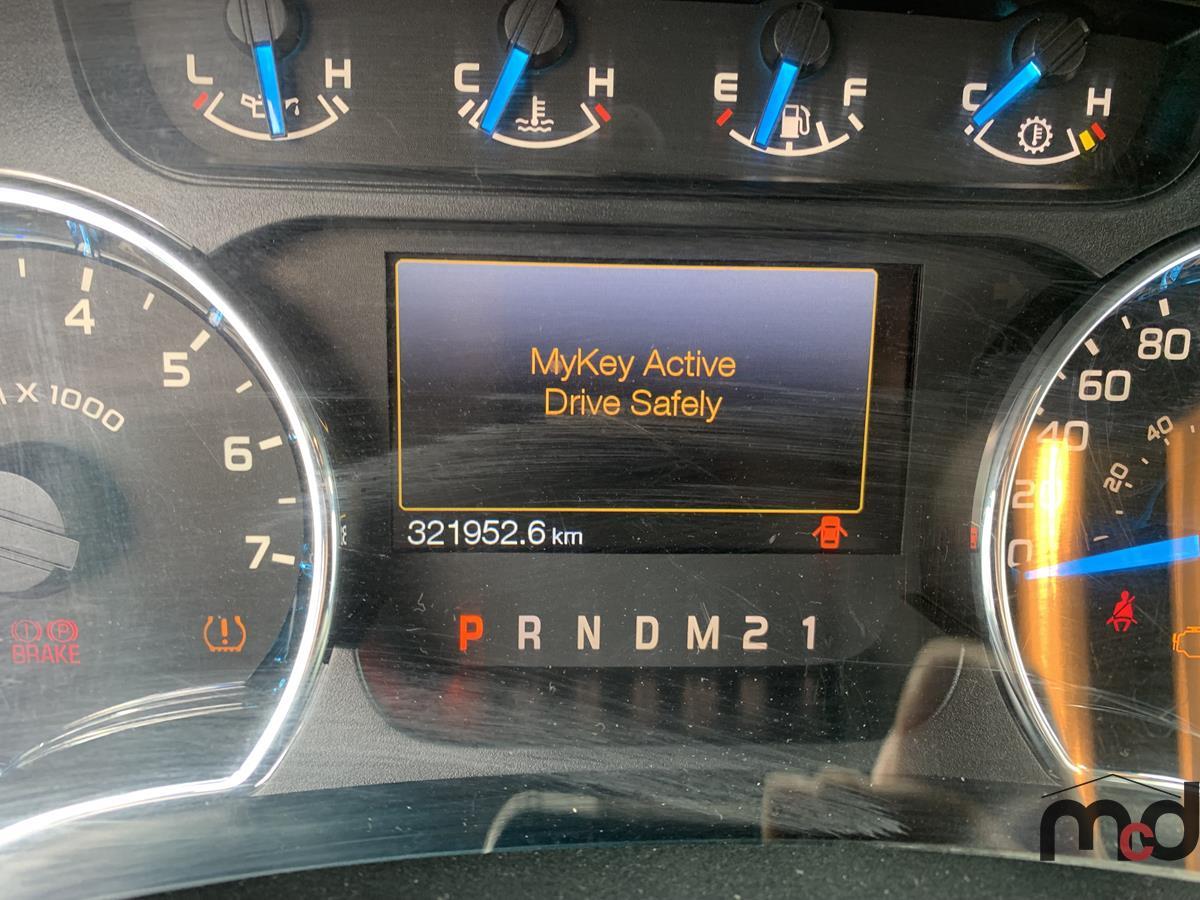 L H
C H
E F
C H
4
5
6
7
X 1000
MyKey Active
Drive Safely
321952.6 km
P R N D M 2 1
BRAKE
80
60
40
20
0
40
20
mcd